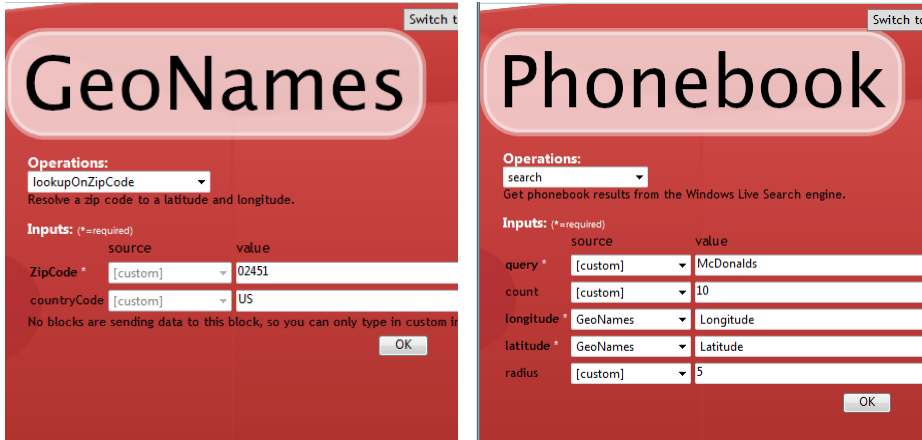 Switch t
GeoNames
Operations:
lookupOnZipCode
Resolve a zip code to a latitude and longitude.
Inputs: (*=required)
source value
ZipCode * [custom] 02451
countryCode [custom] US
No blocks are sending data to this block, so you can only type in custom in
OK
Switch to
Phonebook
Operations:
search
Get phonebook results from the Windows Live Search engine.
Inputs: (*=required)
source value
query * [custom] McDonalds
count [custom] 10
longitude * GeoNames Longitude
latitude * GeoNames Latitude
radius [custom] 5
OK